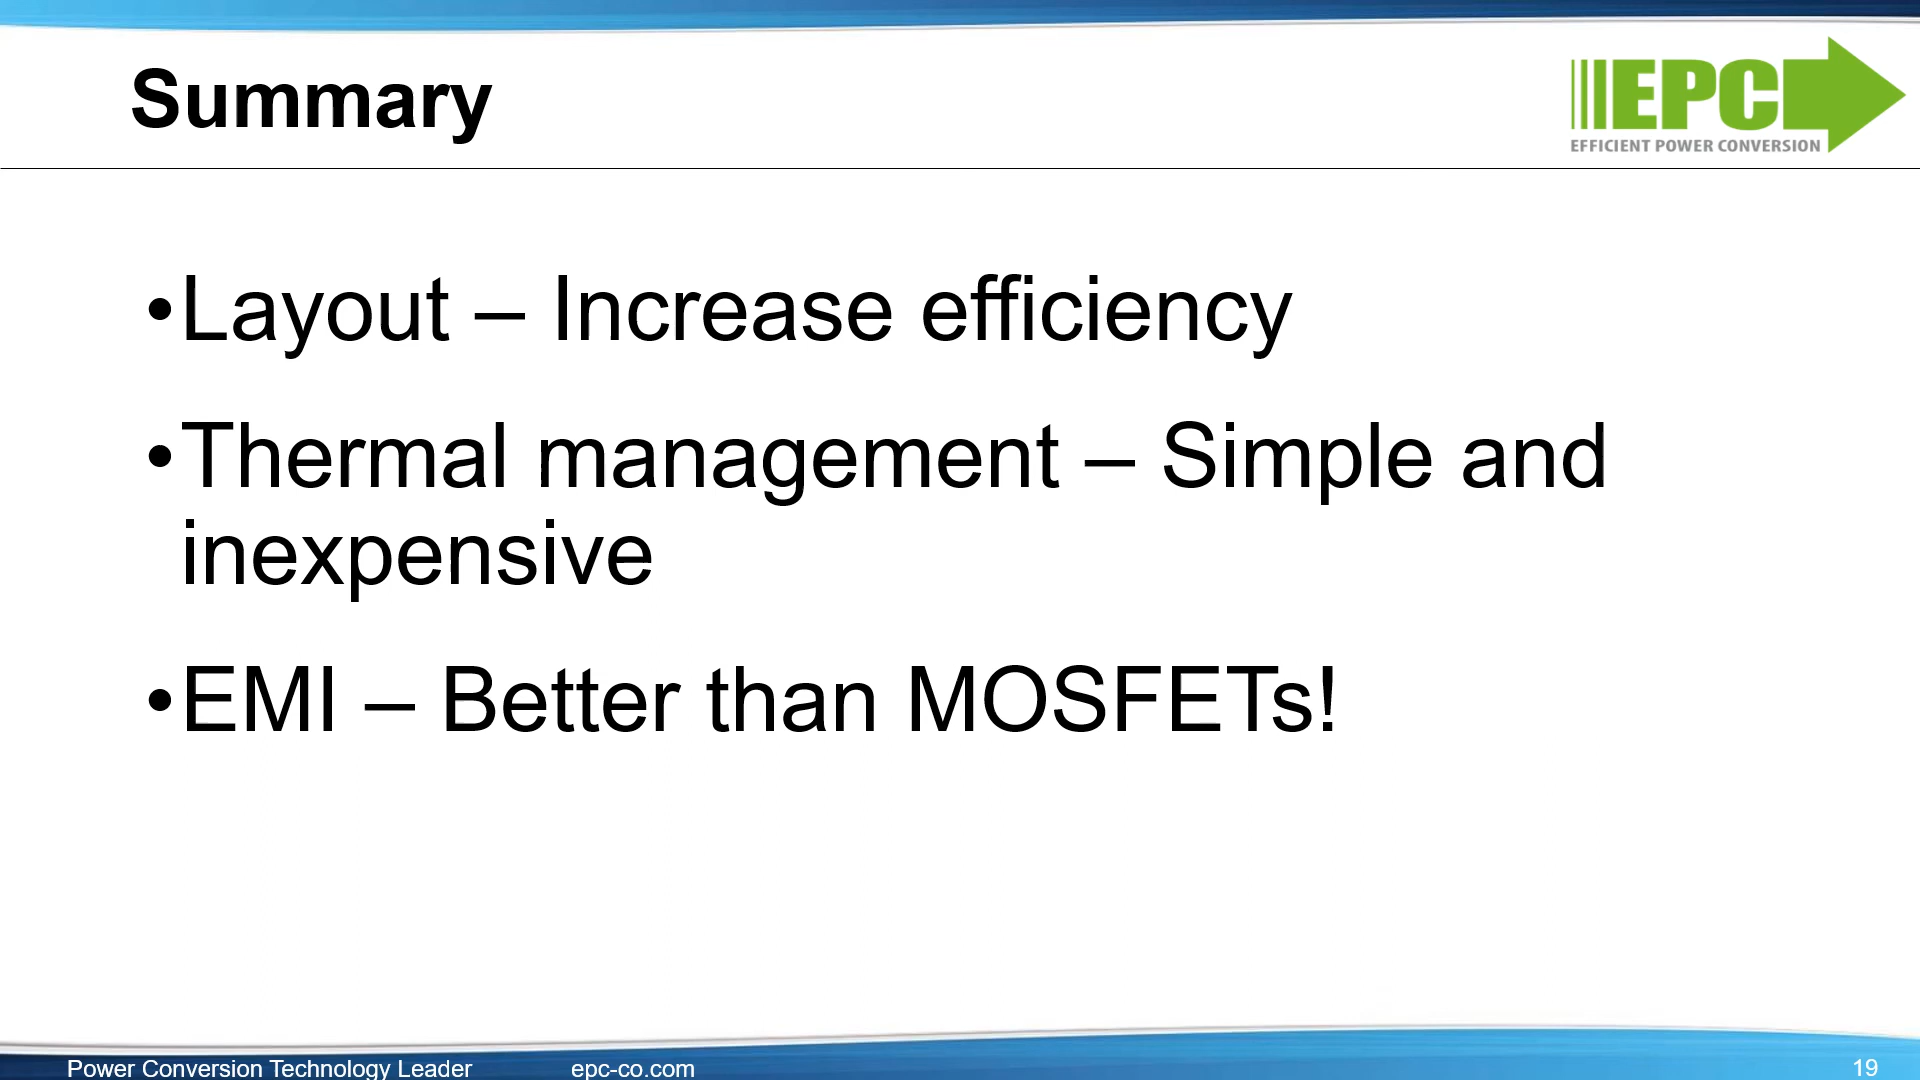 Summary
EPC
EFFICIENT POWER CONVERSION
•Layout – Increase efficiency
•Thermal management – Simple and
inexpensive
•EMI – Better than MOSFETs!
Power Conversion Technology Leader epc-co.com 19